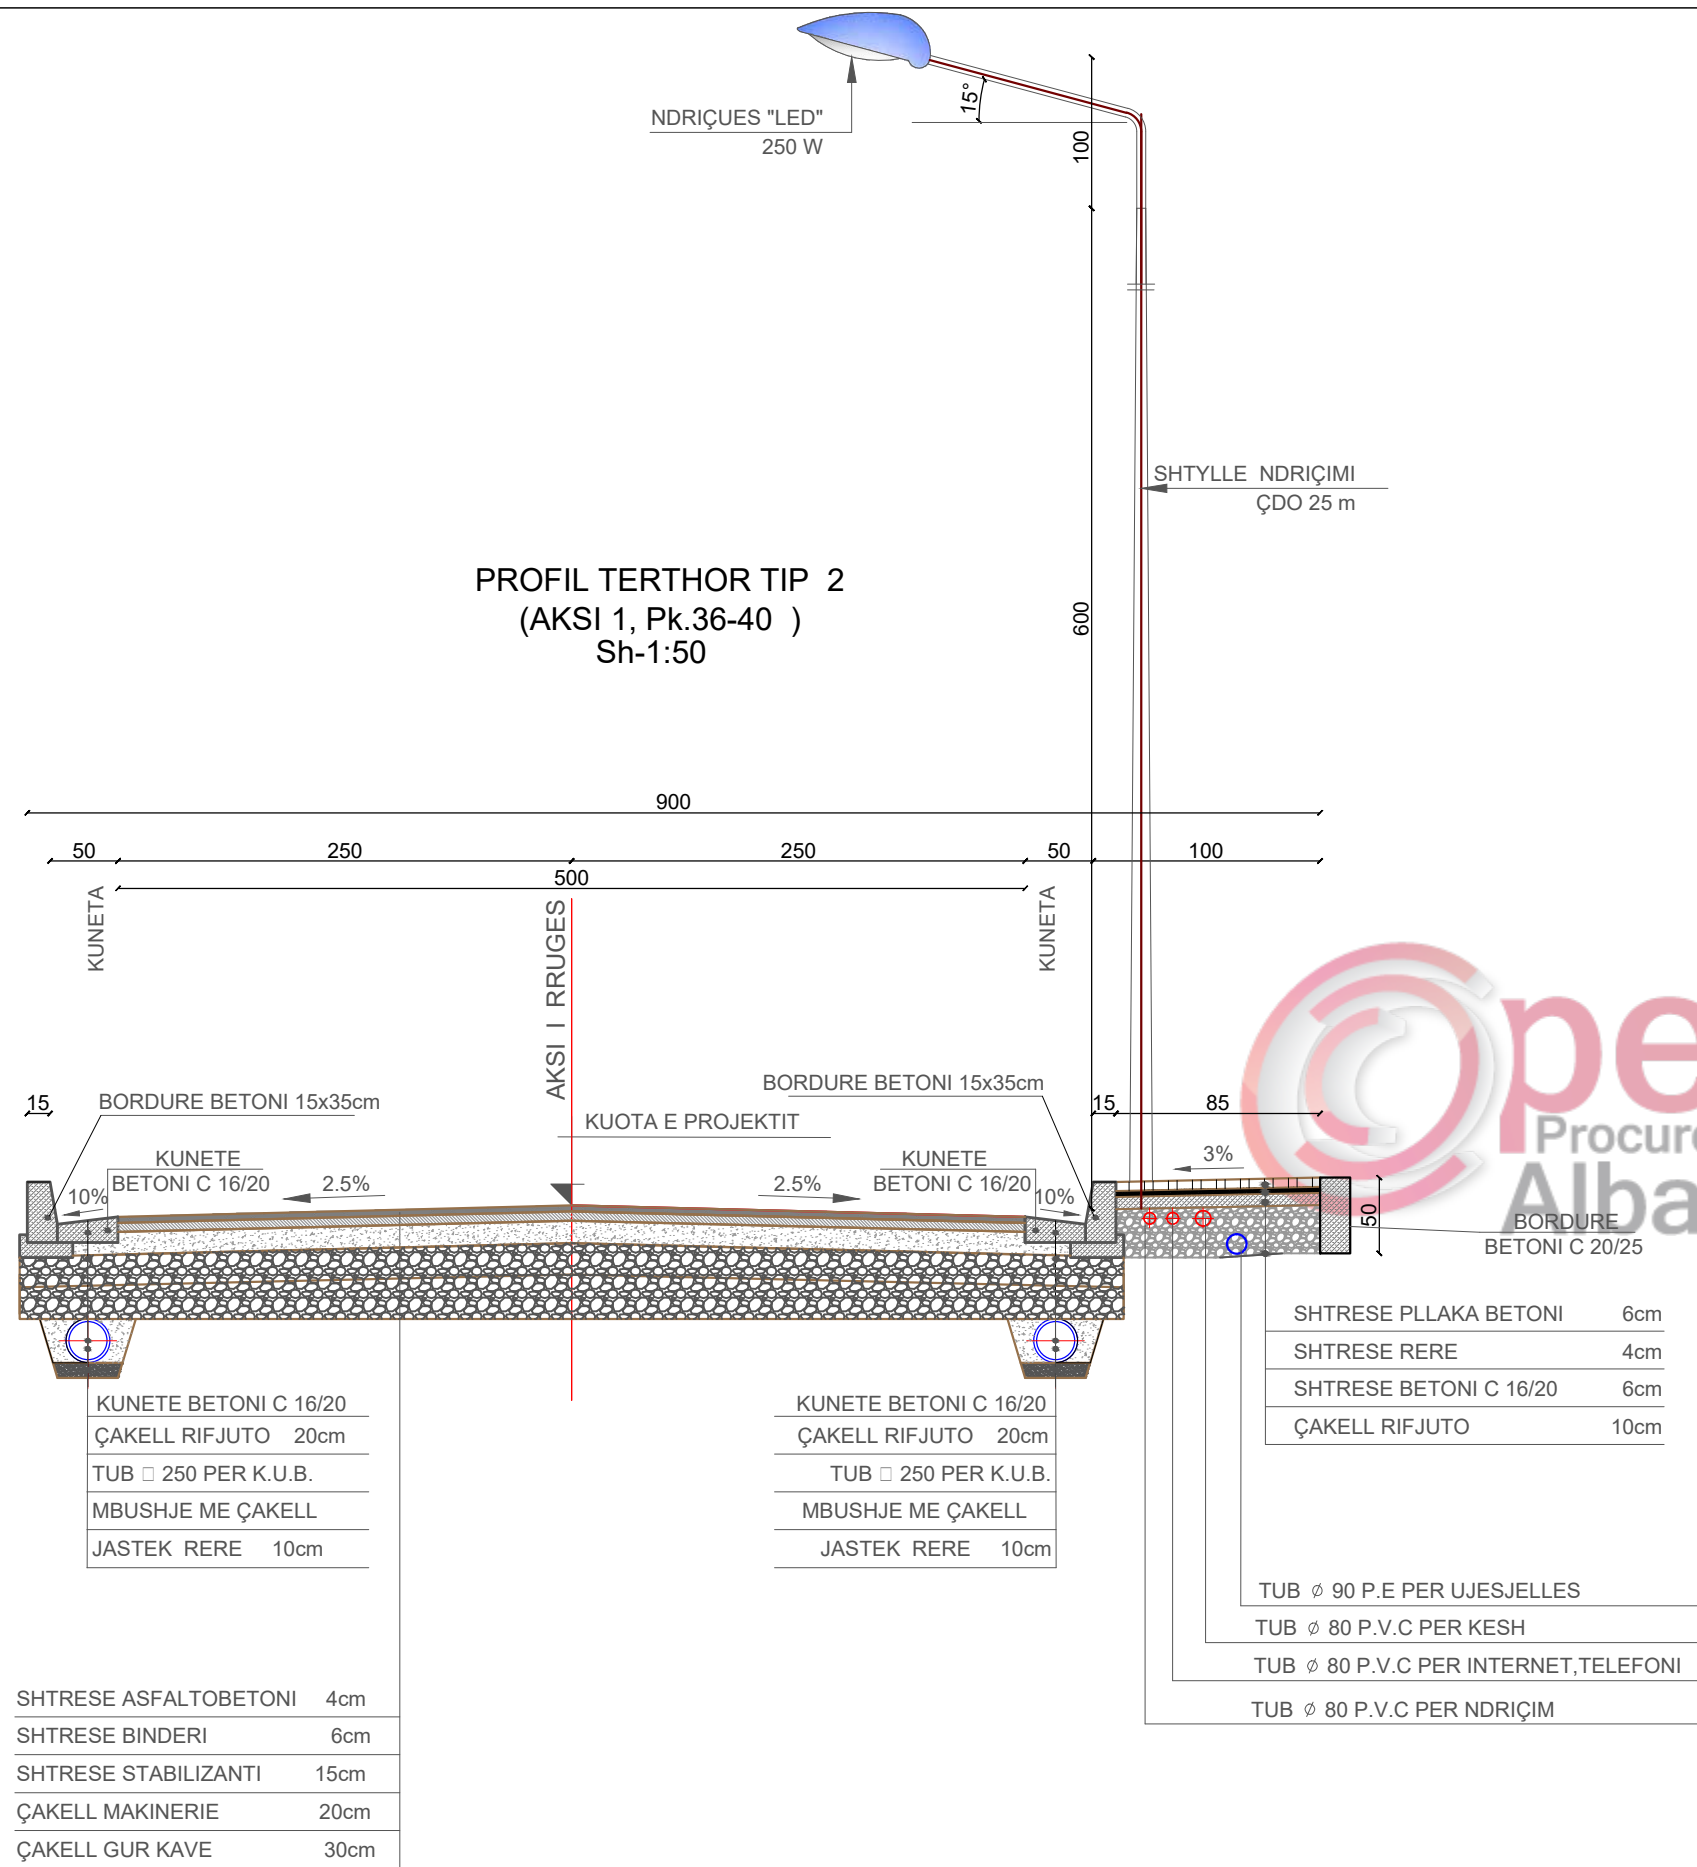 NDRIÇUES "LED"
250 W
15°
100
SHTYLLE NDRIÇIMI
ÇDO 25 m
600
PROFIL TERTHOR TIP 2
(AKSI 1, Pk.36-40 )
Sh-1:50
900
50 250 250 50 100
500
KUNETA
AKSI I RRUGES
KUNETA
15
BORDURE BETONI 15x35cm
BORDURE BETONI 15x35cm
15 85
KUOTA E PROJEKTIT
KUNETE
BETONI C 16/20
10%
2.5%
2.5%
KUNETE
BETONI C 16/20
10%
3%
50
BORDURE
BETONI C 20/25
pe
Procure
Alba
SHTRESE PLLAKA BETONI 6cm
SHTRESE RERE 4cm
SHTRESE BETONI C 16/20 6cm
ÇAKELL RIFJUTO 10cm
KUNETE BETONI C 16/20
ÇAKELL RIFJUTO 20cm
TUB □ 250 PER K.U.B.
MBUSHJE ME ÇAKELL
JASTEK RERE 10cm
KUNETE BETONI C 16/20
ÇAKELL RIFJUTO 20cm
TUB □ 250 PER K.U.B.
MBUSHJE ME ÇAKELL
JASTEK RERE 10cm
TUB ⌀ 90 P.E PER UJESJELLES
TUB ⌀ 80 P.V.C PER KESH
TUB ⌀ 80 P.V.C PER INTERNET,TELEFONI
TUB ⌀ 80 P.V.C PER NDRIÇIM
SHTRESE ASFALTOBETONI 4cm
SHTRESE BINDERI 6cm
SHTRESE STABILIZANTI 15cm
ÇAKELL MAKINERIE 20cm
ÇAKELL GUR KAVE 30cm